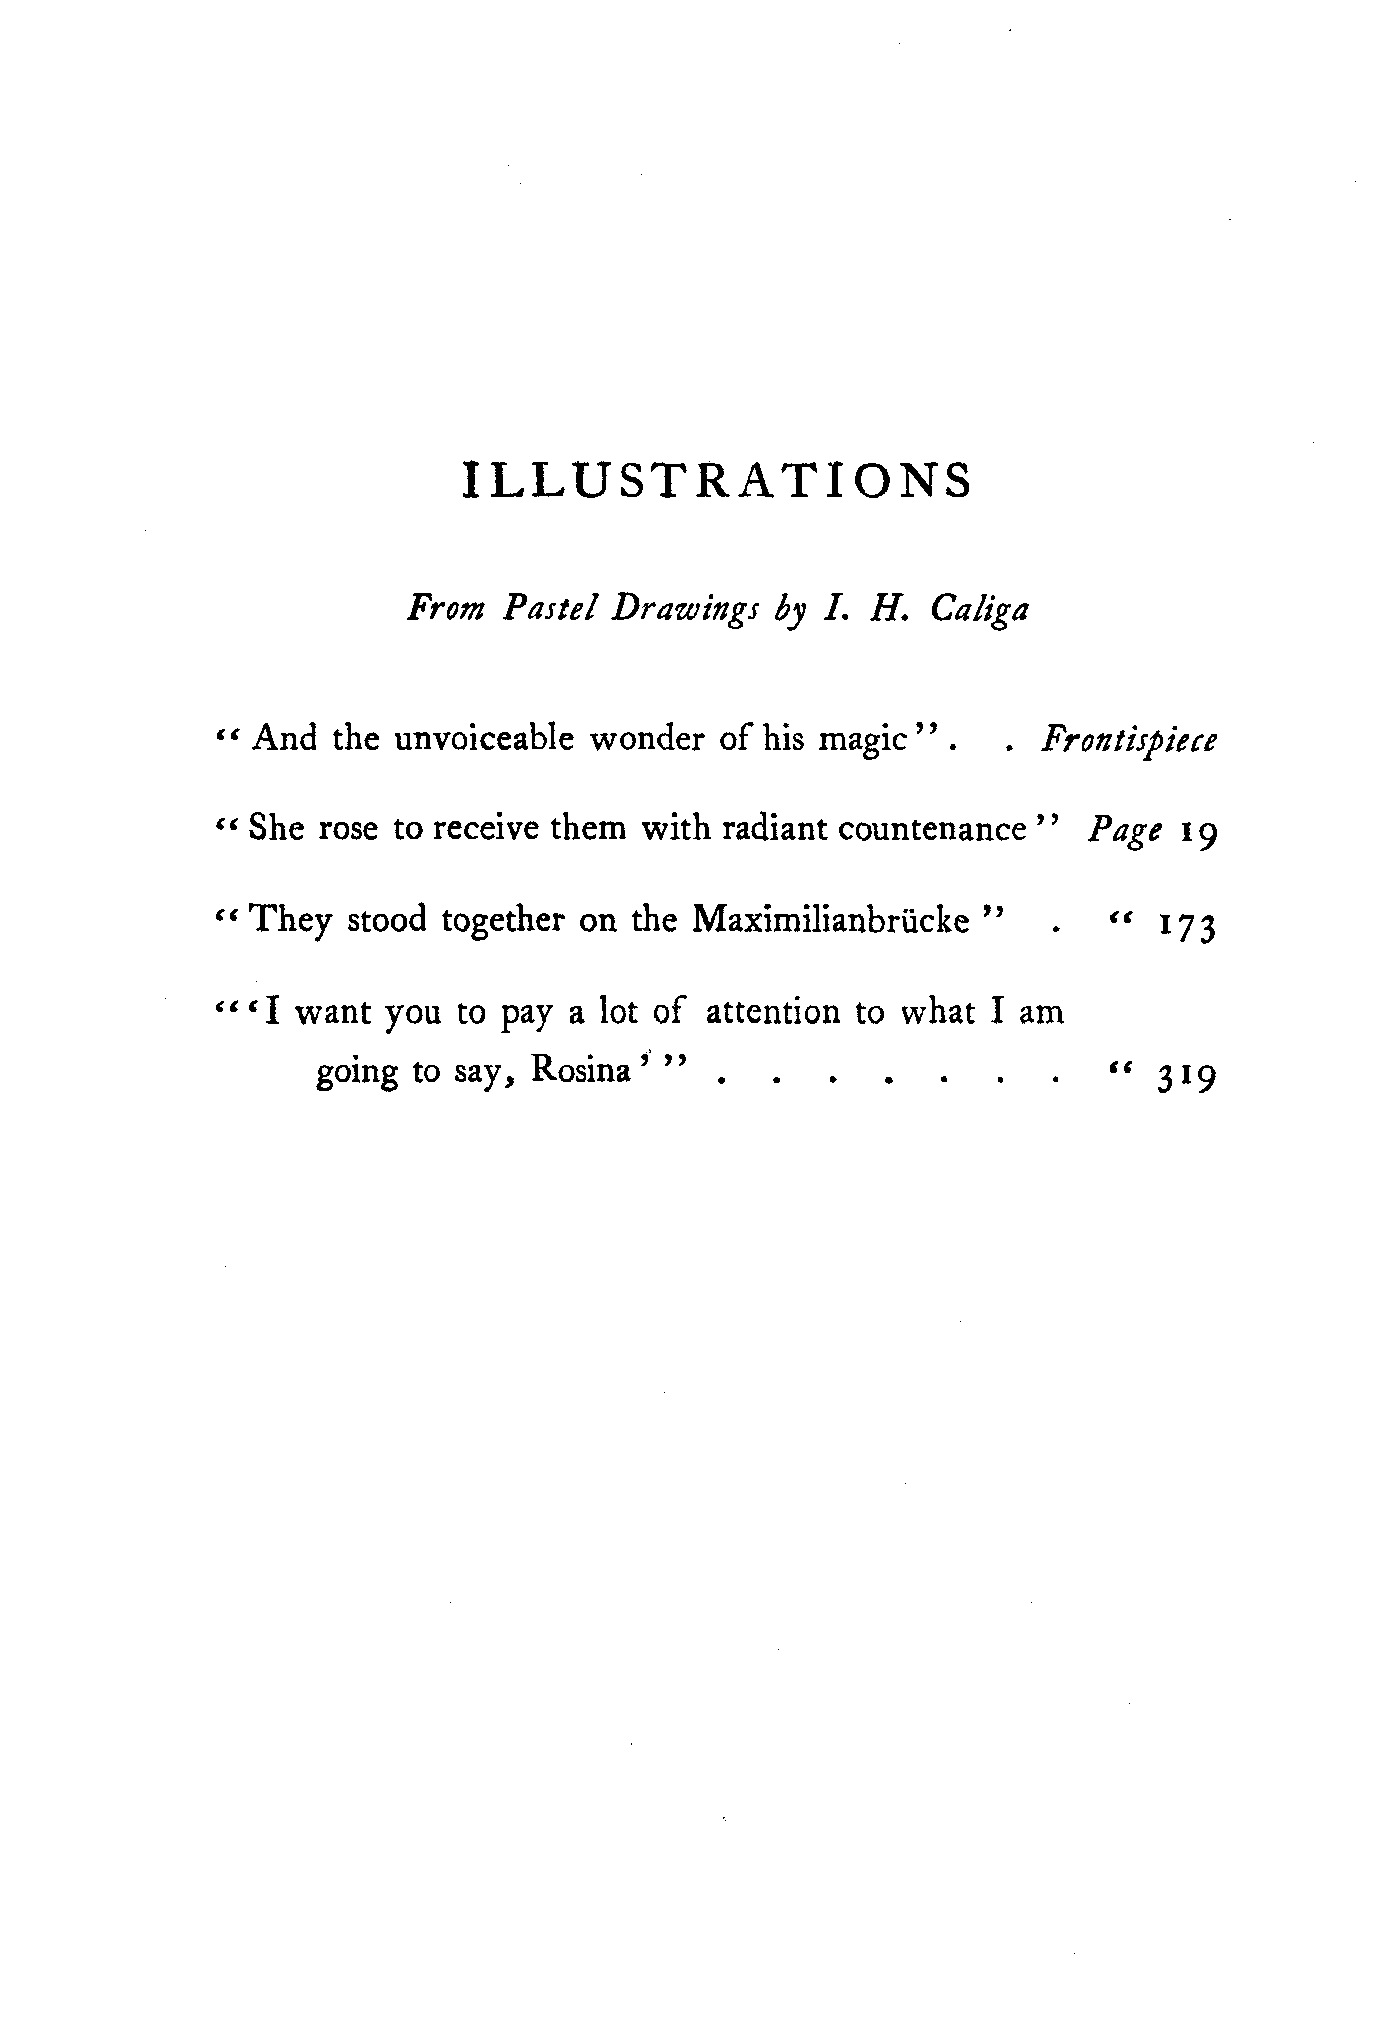 ILLUSTRATIONS
From Pastel Drawings by I. H. Caliga
“And the unvoiceable wonder of his magic” . . Frontispiece
“She rose to receive them with radiant countenance” Page 19
“They stood together on the Maximilianbrücke” . “ 173
“‘I want you to pay a lot of attention to what I am
going to say, Rosina’” . . . . . . . “ 319